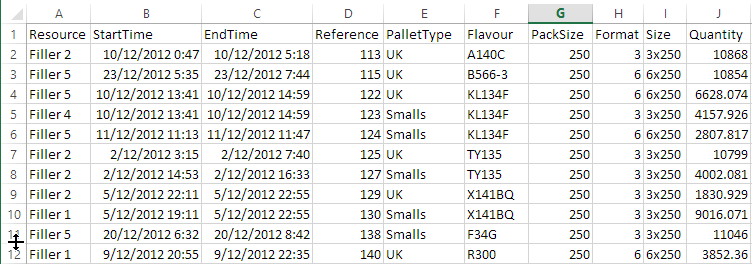 A B C D E F G H I J
1 Resource StartTime EndTime Reference PalletType Flavour PackSize Format Size Quantity
2 Filler 2 10/12/2012 0:47 10/12/2012 5:18 113 UK A140C 250 3 3x250 10868
3 Filler 5 23/12/2012 5:35 23/12/2012 7:44 115 UK B566-3 250 6 6x250 10854
4 Filler 5 10/12/2012 13:41 10/12/2012 14:59 122 UK KL134F 250 6 6x250 6628.074
5 Filler 4 10/12/2012 13:41 10/12/2012 14:59 123 Smalls KL134F 250 3 3x250 4157.926
6 Filler 5 11/12/2012 11:13 11/12/2012 11:47 124 Smalls KL134F 250 6 6x250 2807.817
7 Filler 2 2/12/2012 3:15 2/12/2012 7:40 125 UK TY135 250 3 3x250 10799
8 Filler 2 2/12/2012 14:53 2/12/2012 16:33 127 Smalls TY135 250 3 3x250 4002.081
9 Filler 2 5/12/2012 22:11 5/12/2012 22:55 129 UK X141BQ 250 3 3x250 1830.929
10 Filler 1 5/12/2012 19:11 5/12/2012 22:55 130 Smalls X141BQ 250 3 3x250 9016.071
11 Filler 5 20/12/2012 6:32 20/12/2012 8:42 138 Smalls F34G 250 3 3x250 11046
12 Filler 1 9/12/2012 20:55 9/12/2012 22:35 140 UK R300 250 6 6x250 3852.36